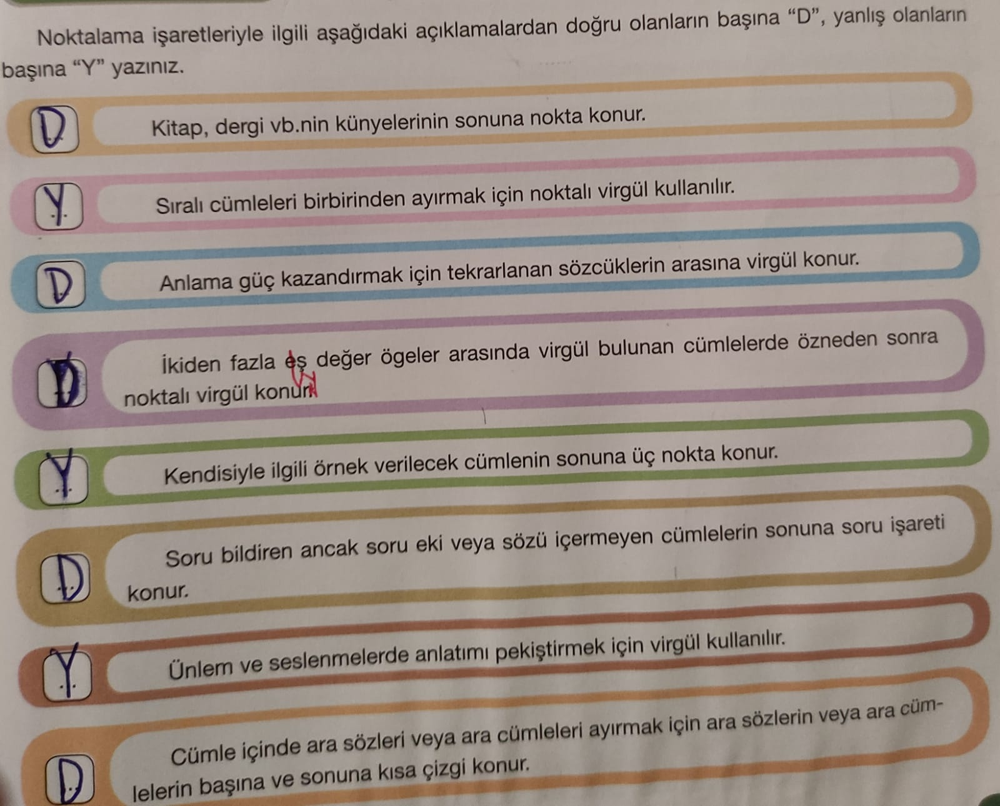 Noktalama işaretleriyle ilgili aşağıdaki açıklamalardan doğru olanların başına “D”, yanlış olanların
başına “Y” yazınız.
D Kitap, dergi vb.nin künyelerinin sonuna nokta konur.
Y Sıralı cümleleri birbirinden ayırmak için noktalı virgül kullanılır.
D Anlama güç kazandırmak için tekrarlanan sözcüklerin arasına virgül konur.
İkiden fazla eş değer ögeler arasında virgül bulunan cümlelerde özneden sonra
D noktalı virgül konur.
Y Kendisiyle ilgili örnek verilecek cümlenin sonuna üç nokta konur.
Soru bildiren ancak soru eki veya sözü içermeyen cümlelerin sonuna soru işareti
D konur.
Y Ünlem ve seslenmelerde anlatımı pekiştirmek için virgül kullanılır.
Cümle içinde ara sözleri veya ara cümleleri ayırmak için ara sözlerin veya ara cüm-
D lelerin başına ve sonuna kısa çizgi konur.